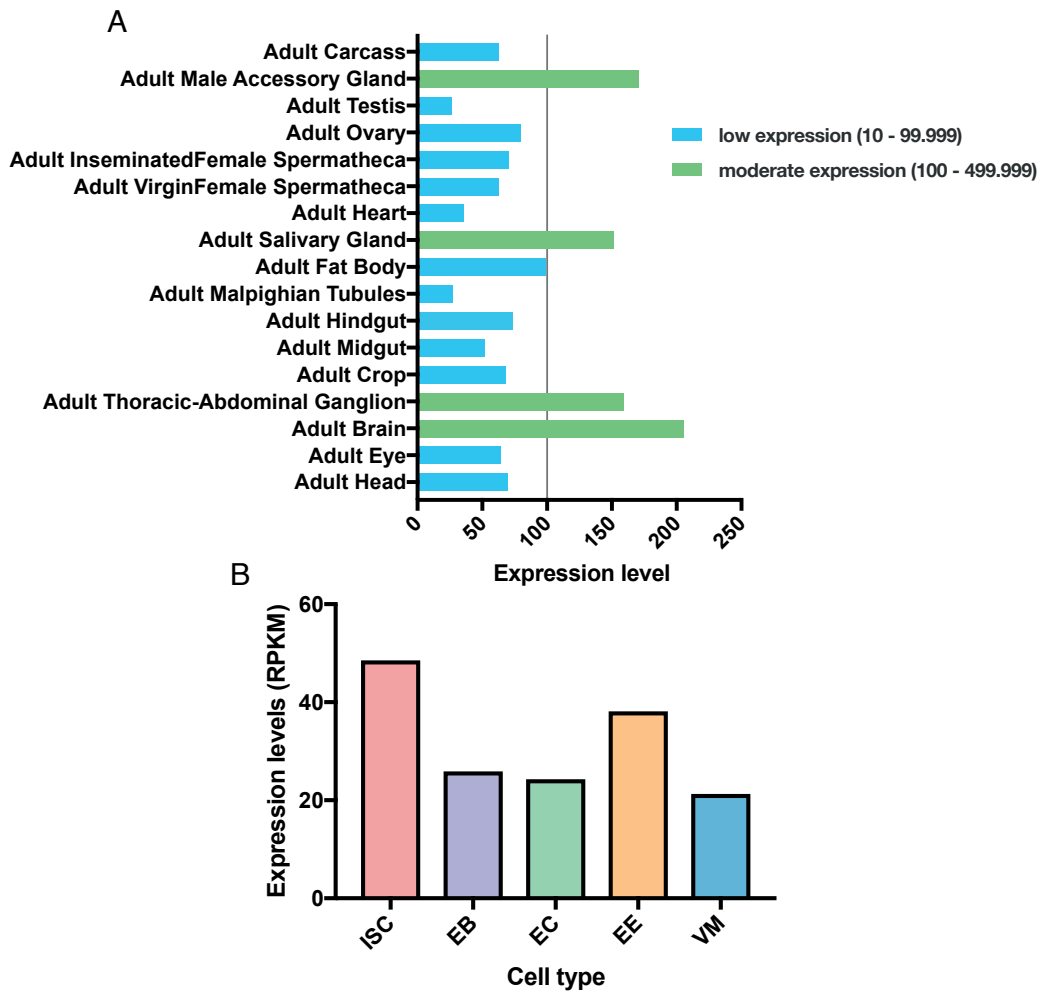 A
Adult Carcass
Adult Male Accessory Gland
Adult Testis
Adult Ovary
Adult InseminatedFemale Spermatheca
Adult VirginFemale Spermatheca
Adult Heart
Adult Salivary Gland
Adult Fat Body
Adult Malpighian Tubules
Adult Hindgut
Adult Midgut
Adult Crop
Adult Thoracic-Abdominal Ganglion
Adult Brain
Adult Eye
Adult Head
0 50 100 150 200 250
Expression level
low expression (10 - 99.999)
moderate expression (100 - 499.999)
B
Expression levels (RPKM)
60
40
20
0
ISC EB EC EE VM
Cell type